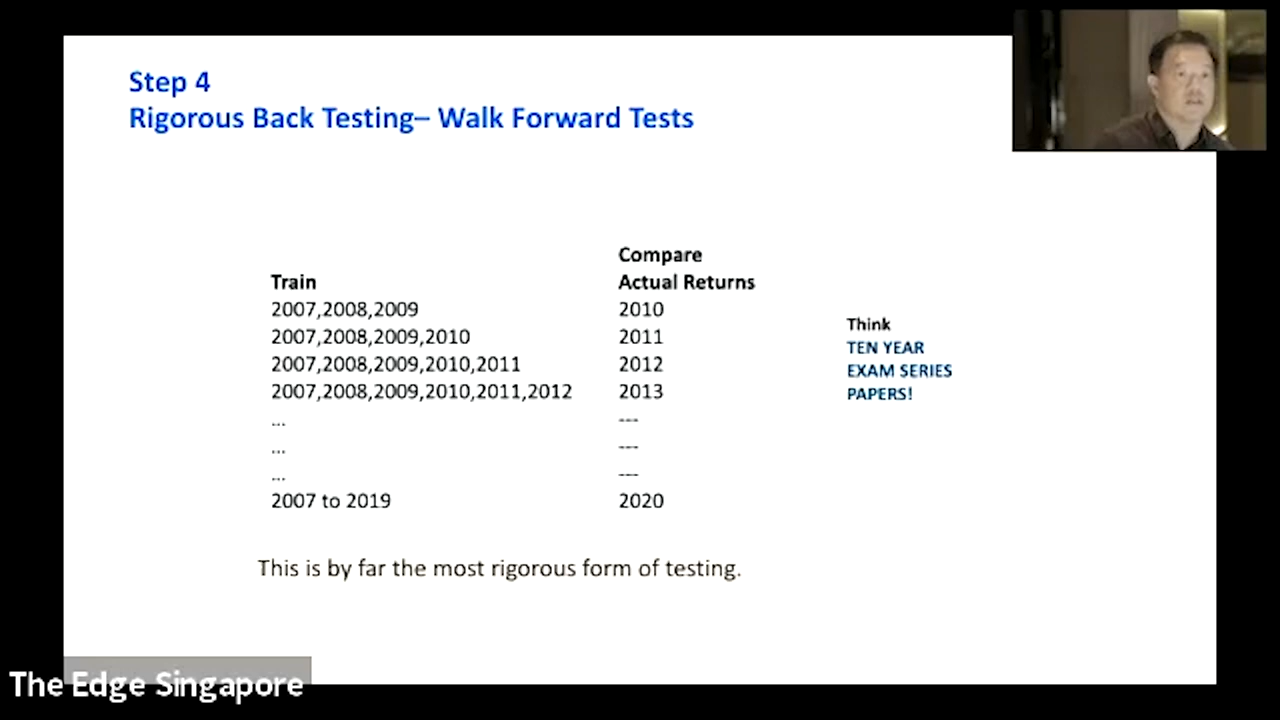 Step 4
Rigorous Back Testing– Walk Forward Tests
Compare
Train Actual Returns
2007,2008,2009 2010
2007,2008,2009,2010 2011
2007,2008,2009,2010,2011 2012
2007,2008,2009,2010,2011,2012 2013
... ---
... ---
... ---
2007 to 2019 2020
Think
TEN YEAR
EXAM SERIES
PAPERS!
This is by far the most rigorous form of testing.
The Edge Singapore